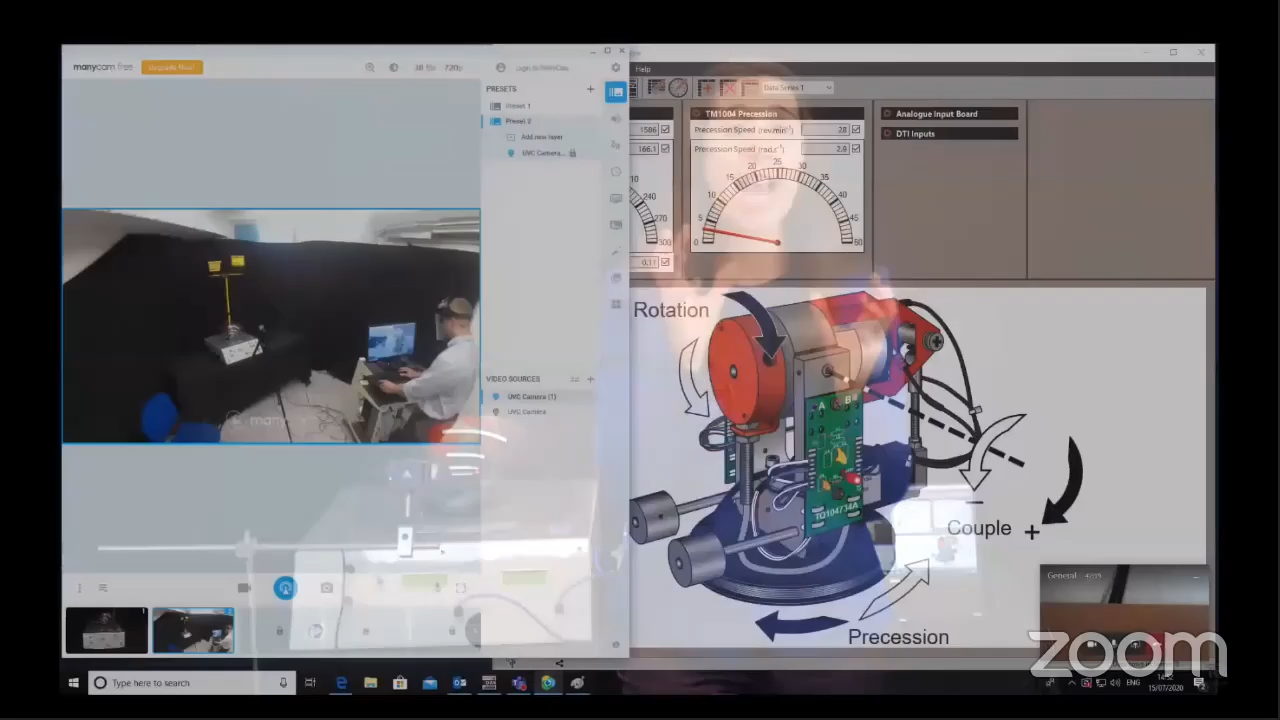 manycam free
Upgrade Now!
720p
PRESETS
Preset 1
Preset 2
Add new layer
UVC Camera...
VIDEO SOURCES
UVC Camera (1)
UVC Camera
Help
Data Series 1
1586
166.1
10
240
270
300
0.11
TM1004 Precession
Precession Speed (rev.min⁻¹)
28
Precession Speed (rad.s⁻¹)
2.9
0
5
10
15
20
25
30
35
40
45
50
Analogue Input Board
DTI Inputs
Rotation
A
B
TQ104734A
Couple
−
+
Precession
General
zoom
Type here to search
ENG
15/07/2020